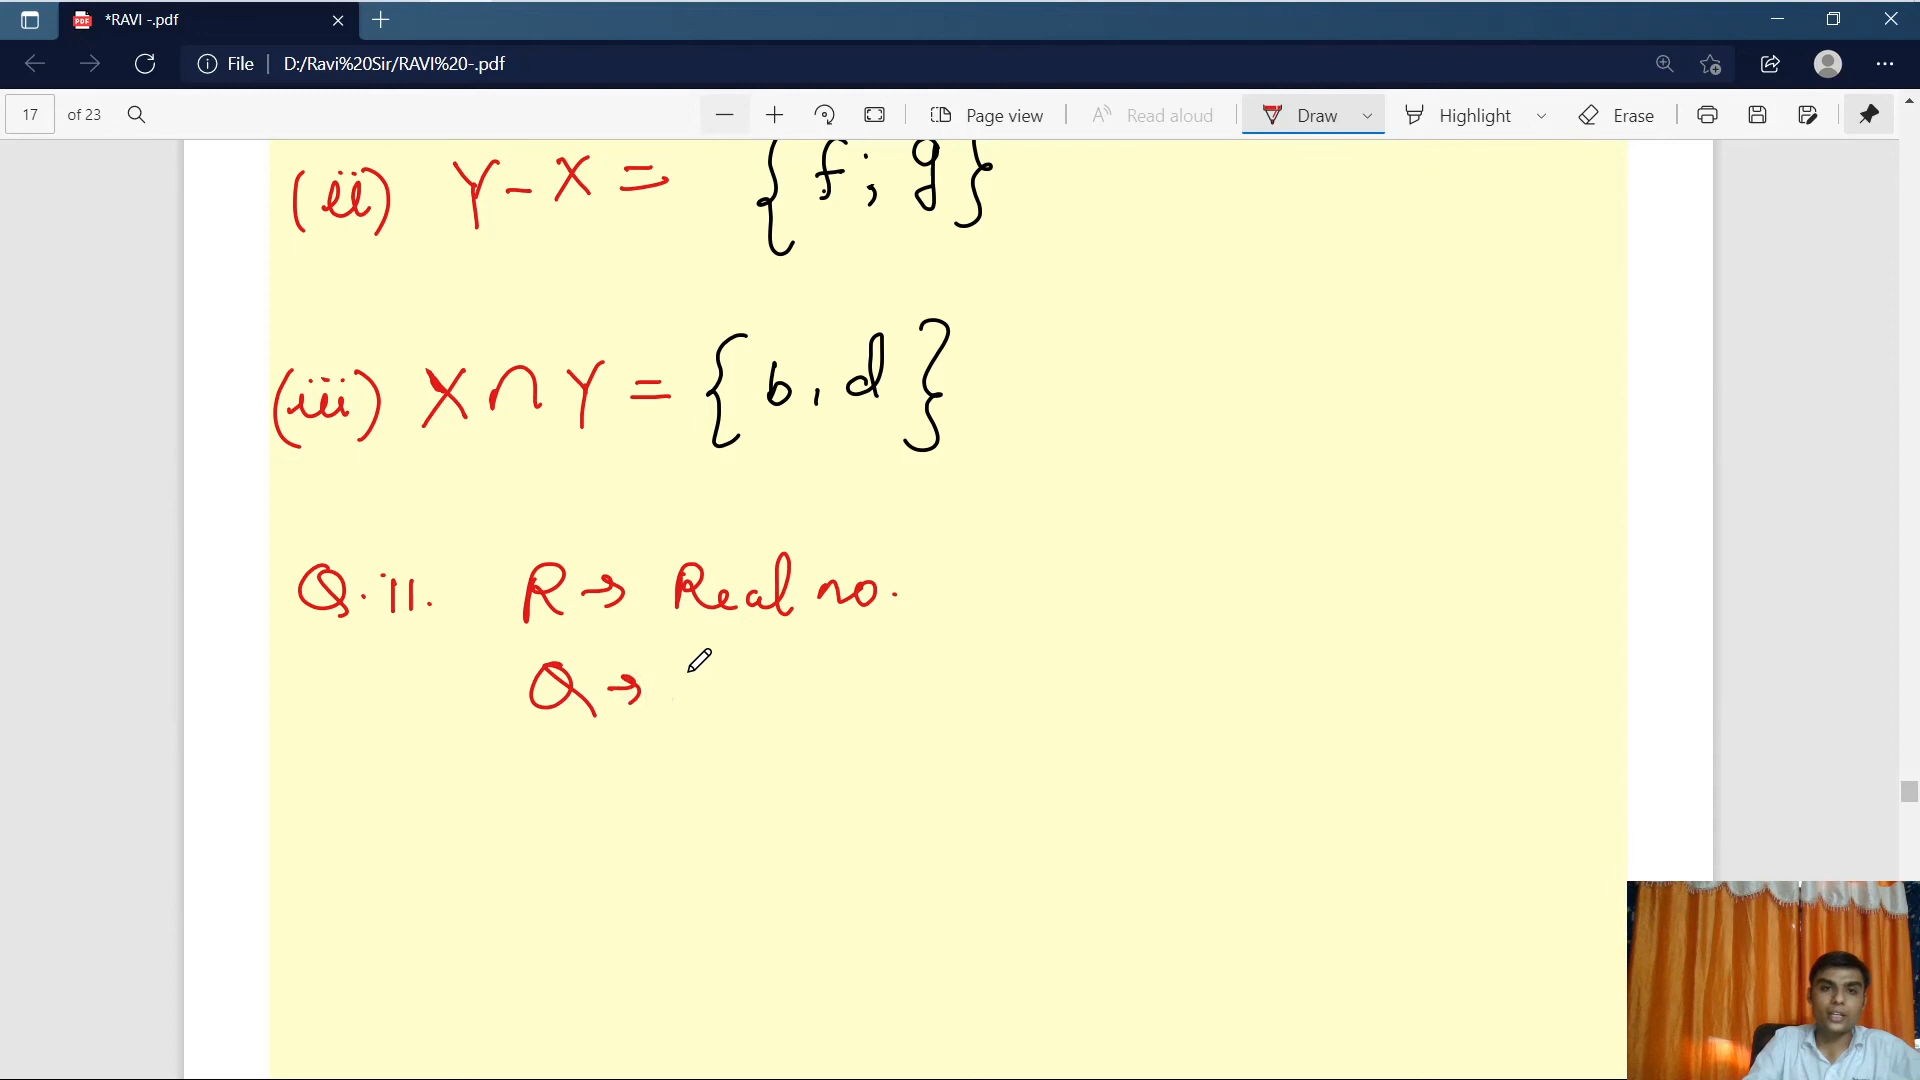 *RAVI -.pdf
File D:/Ravi%20Sir/RAVI%20-.pdf
17 of 23 Page view Read aloud Draw Highlight Erase
(ii) Y - X = {f; g}
(iii) X ∩ Y = {b, d}
Q.11. R → Real no.
Q →